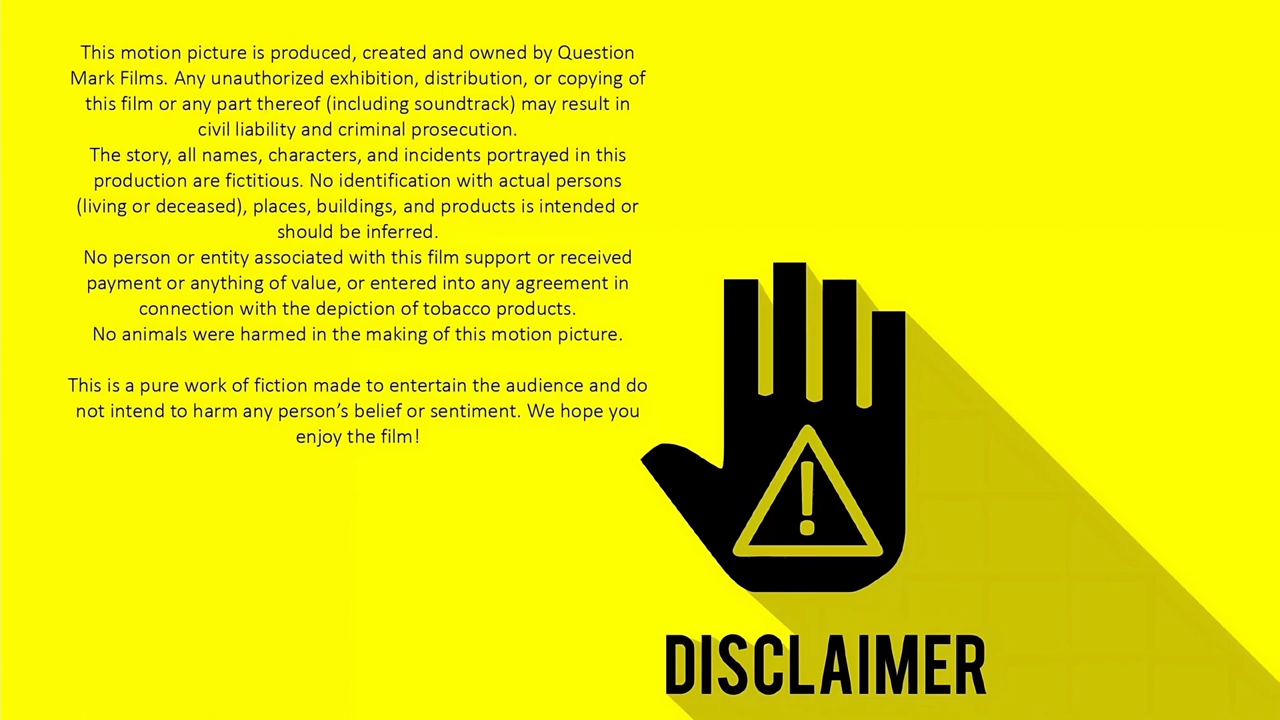 This motion picture is produced, created and owned by Question
Mark Films. Any unauthorized exhibition, distribution, or copying of
this film or any part thereof (including soundtrack) may result in
civil liability and criminal prosecution.
The story, all names, characters, and incidents portrayed in this
production are fictitious. No identification with actual persons
(living or deceased), places, buildings, and products is intended or
should be inferred.
No person or entity associated with this film support or received
payment or anything of value, or entered into any agreement in
connection with the depiction of tobacco products.
No animals were harmed in the making of this motion picture.
This is a pure work of fiction made to entertain the audience and do
not intend to harm any person’s belief or sentiment. We hope you
enjoy the film!
!
DISCLAIMER